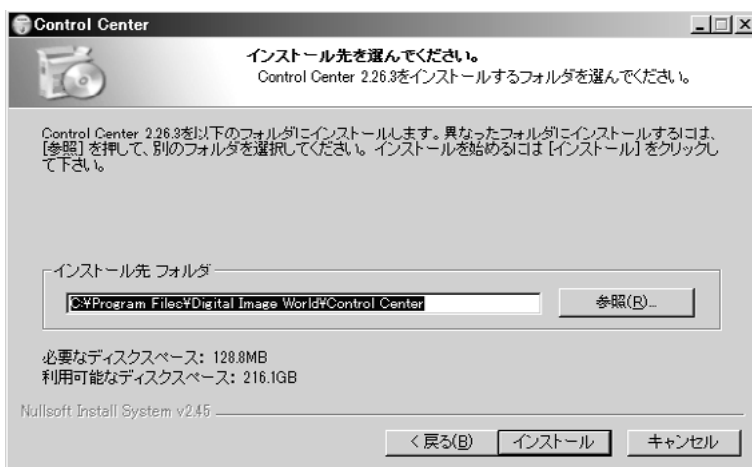 Control Center
インストール先を選んでください。
Control Center 2.26.3をインストールするフォルダを選んでください。
Control Center 2.26.3を以下のフォルダにインストールします。異なったフォルダにインストールするには、
[参照] を押して、別のフォルダを選択してください。インストールを始めるには [インストール] をクリックし
て下さい。
インストール先 フォルダ
C:¥Program Files¥Digital Image World¥Control Center
参照(R)...
必要なディスクスペース: 128.8MB
利用可能なディスクスペース: 216.1GB
Nullsoft Install System v2.45
< 戻る(B)
インストール
キャンセル